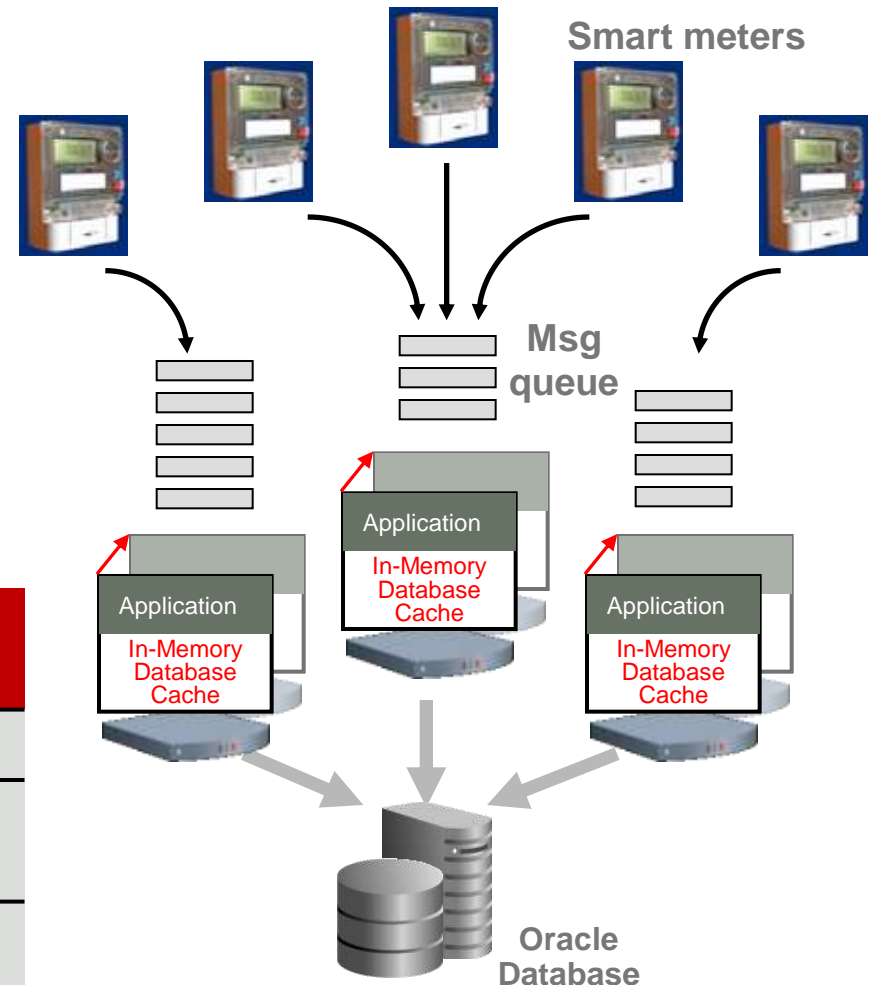 Smart meters
Msg
queue
Application
In-Memory
Database
Cache
Application
In-Memory
Database
Cache
Application
In-Memory
Database
Cache
Oracle
Database